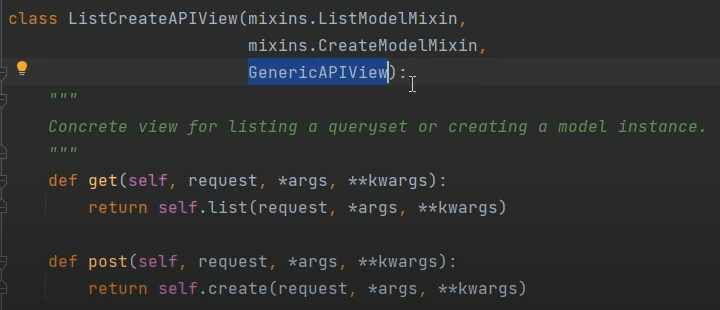 class ListCreateAPIView(mixins.ListModelMixin,
                        mixins.CreateModelMixin,
                        GenericAPIView):
    """
    Concrete view for listing a queryset or creating a model instance.
    """
    def get(self, request, *args, **kwargs):
        return self.list(request, *args, **kwargs)

    def post(self, request, *args, **kwargs):
        return self.create(request, *args, **kwargs)